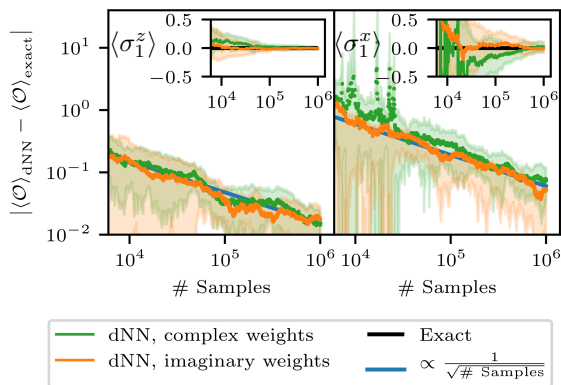 |⟨𝒪⟩dNN − ⟨𝒪⟩exact|
10¹
10⁰
10⁻¹
10⁻²
⟨σ₁ᶻ⟩
0.5
0.0
−0.5
10⁴ 10⁵ 10⁶
⟨σ₁ˣ⟩
0.5
0.0
−0.5
10⁴ 10⁵ 10⁶
10⁴ 10⁵ 10⁶
10⁴ 10⁵ 10⁶
# Samples
# Samples
dNN, complex weights
dNN, imaginary weights
Exact
∝ 1/√# Samples